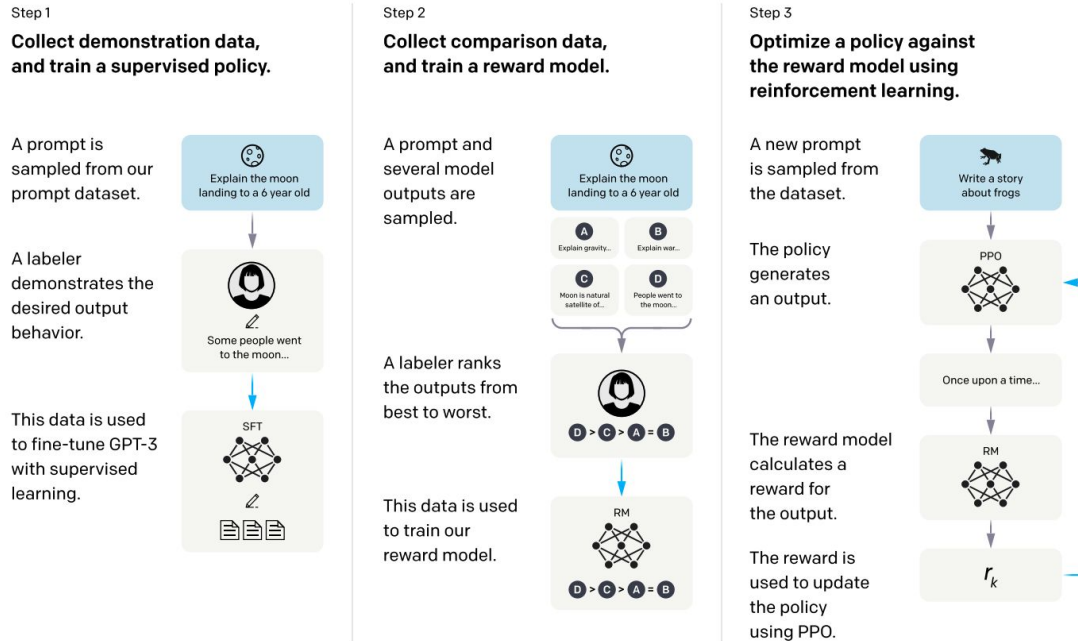 Step 1
Collect demonstration data,
and train a supervised policy.
A prompt is
sampled from our
prompt dataset.
Explain the moon
landing to a 6 year old
A labeler
demonstrates the
desired output
behavior.
Some people went
to the moon...
This data is used
to fine-tune GPT-3
with supervised
learning.
SFT
Step 2
Collect comparison data,
and train a reward model.
A prompt and
several model
outputs are
sampled.
Explain the moon
landing to a 6 year old
A
Explain gravity...
B
Explain war...
C
Moon is natural
satellite of...
D
People went to
the moon...
A labeler ranks
the outputs from
best to worst.
D > C > A = B
This data is used
to train our
reward model.
RM
D > C > A = B
Step 3
Optimize a policy against
the reward model using
reinforcement learning.
A new prompt
is sampled from
the dataset.
Write a story
about frogs
The policy
generates
an output.
PPO
Once upon a time...
The reward model
calculates a
reward for
the output.
RM
The reward is
used to update
the policy
using PPO.
r_k